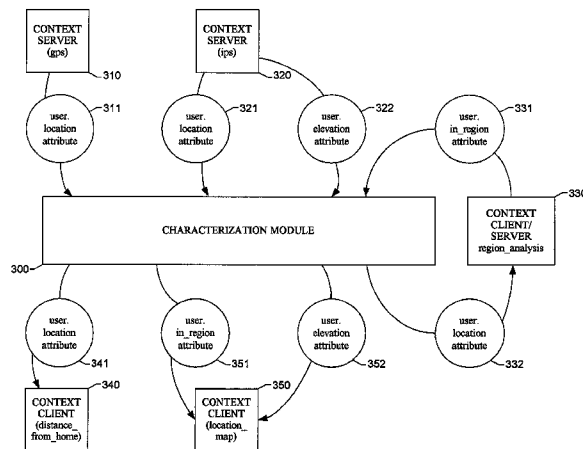 CONTEXT
SERVER
(gps)
310
CONTEXT
SERVER
(ips)
320
311
user.
location
attribute
321
user.
location
attribute
322
user.
elevation
attribute
331
user.
in_region
attribute
330
CONTEXT
CLIENT/
SERVER
region_analysis
CHARACTERIZATION MODULE
300
user.
location
attribute
341
user.
in_region
attribute
351
user.
elevation
attribute
352
user.
location
attribute
332
340
CONTEXT
CLIENT
(distance_
from_home)
350
CONTEXT
CLIENT
(location_
map)